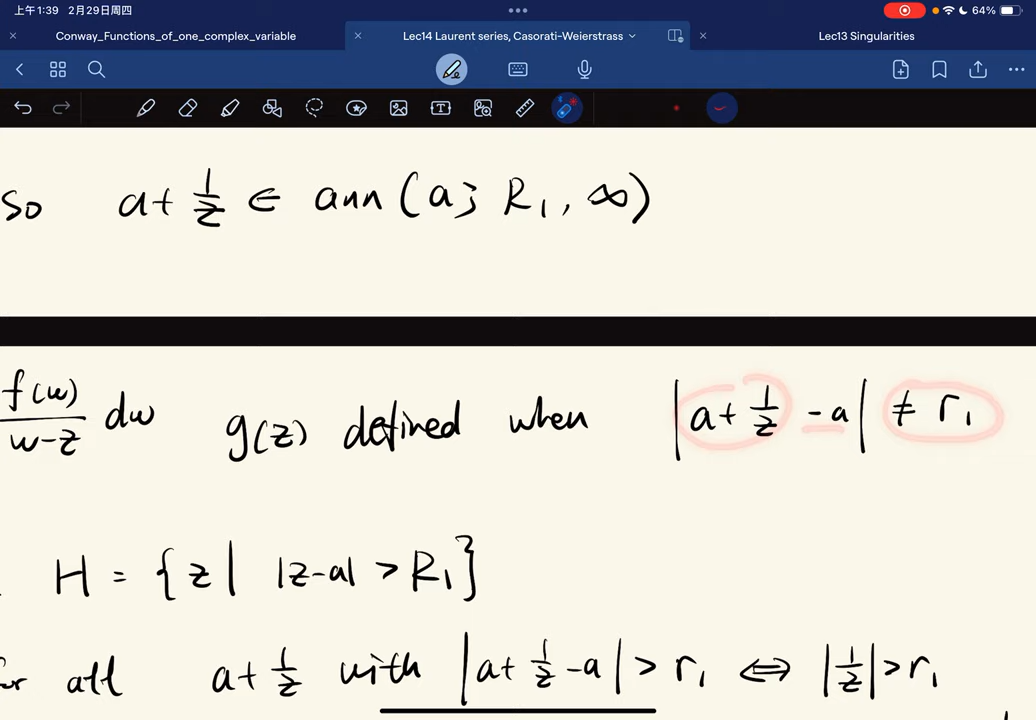 上午1:39 2月29日周四
64%
Conway_Functions_of_one_complex_variable
Lec14 Laurent series, Casorati-Weierstrass
Lec13 Singularities
So a + 1/z ∈ ann(a; R₁, ∞)
f(w)/(w-z) dw g(z) defined when |a + 1/z - a| ≠ r₁
H = {z | |z-a| > R₁}
all a + 1/z with |a + 1/z - a| > r₁ ⟺ |1/z| > r₁